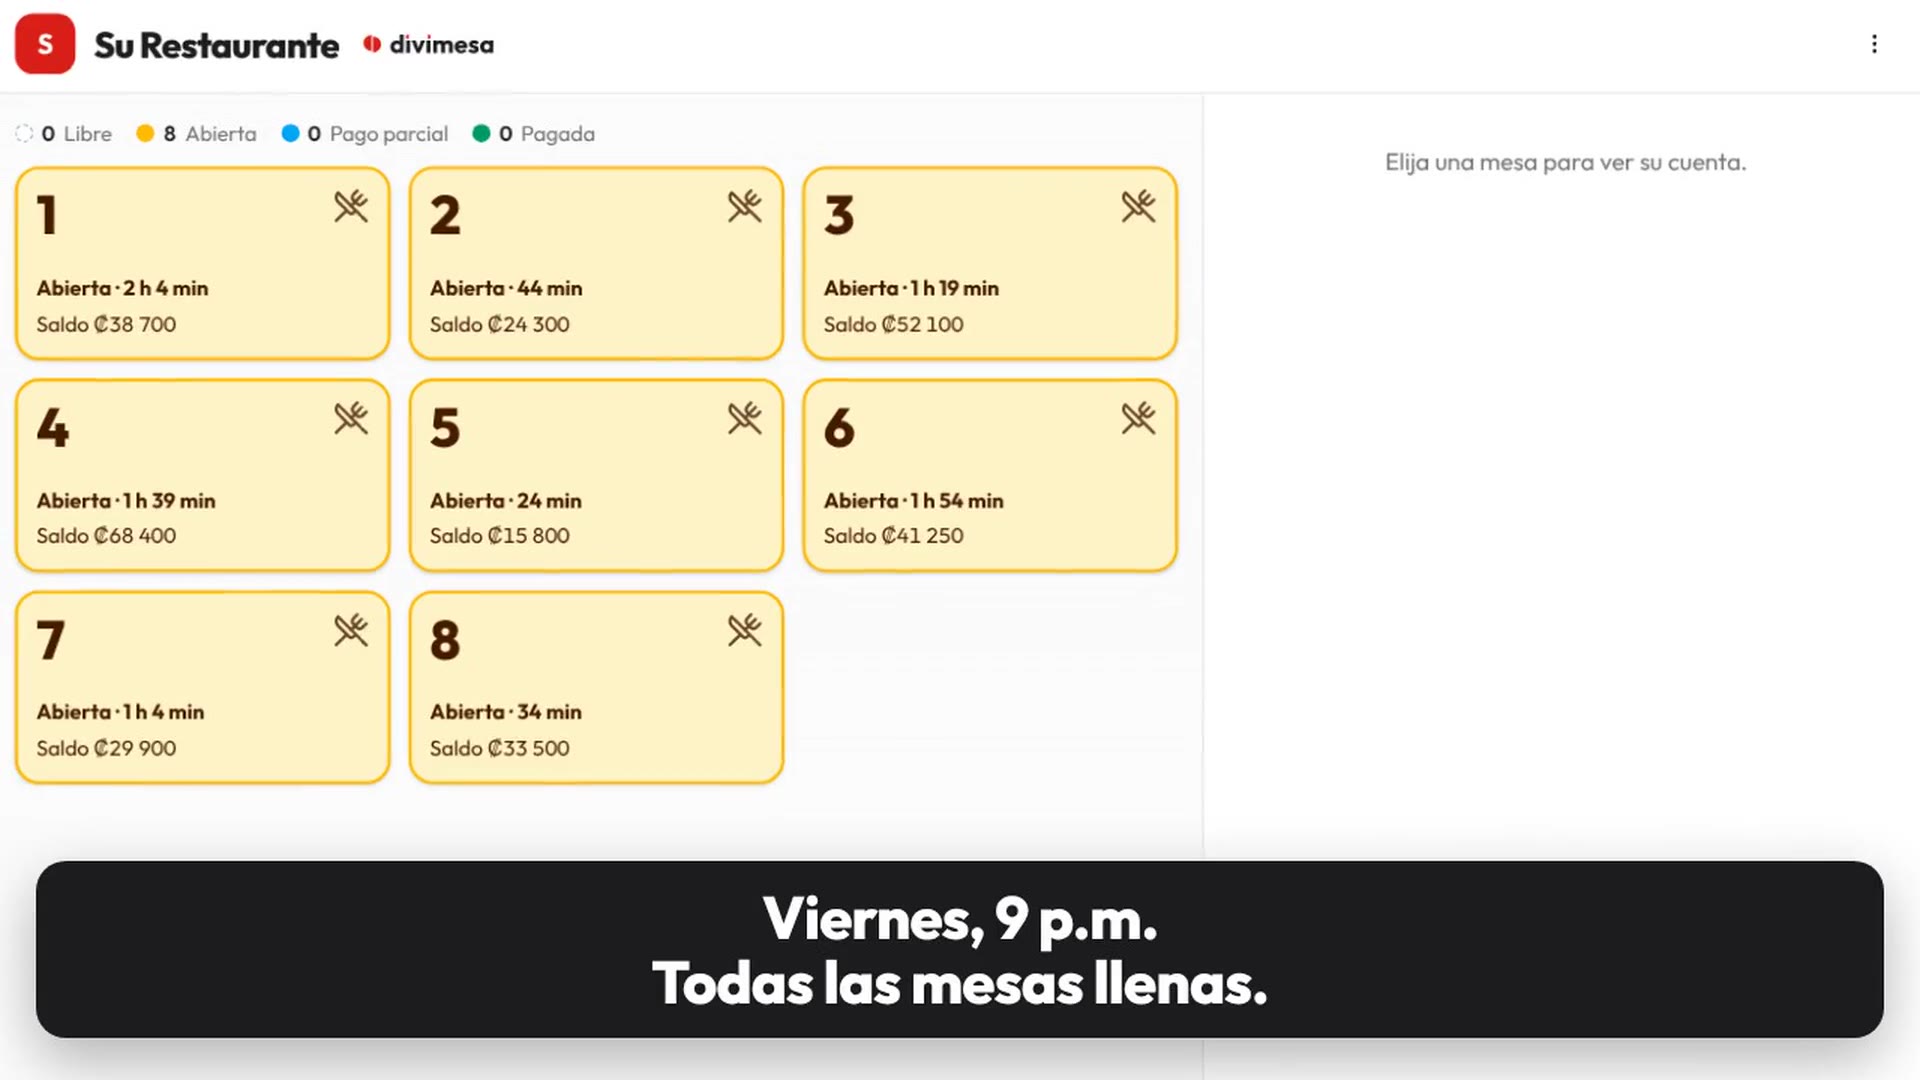 S Su Restaurante divimesa
0 Libre 8 Abierta 0 Pago parcial 0 Pagada
Elija una mesa para ver su cuenta.
1
Abierta · 2 h 4 min
Saldo ₡38 700
2
Abierta · 44 min
Saldo ₡24 300
3
Abierta · 1 h 19 min
Saldo ₡52 100
4
Abierta · 1 h 39 min
Saldo ₡68 400
5
Abierta · 24 min
Saldo ₡15 800
6
Abierta · 1 h 54 min
Saldo ₡41 250
7
Abierta · 1 h 4 min
Saldo ₡29 900
8
Abierta · 34 min
Saldo ₡33 500
Viernes, 9 p.m.
Todas las mesas llenas.